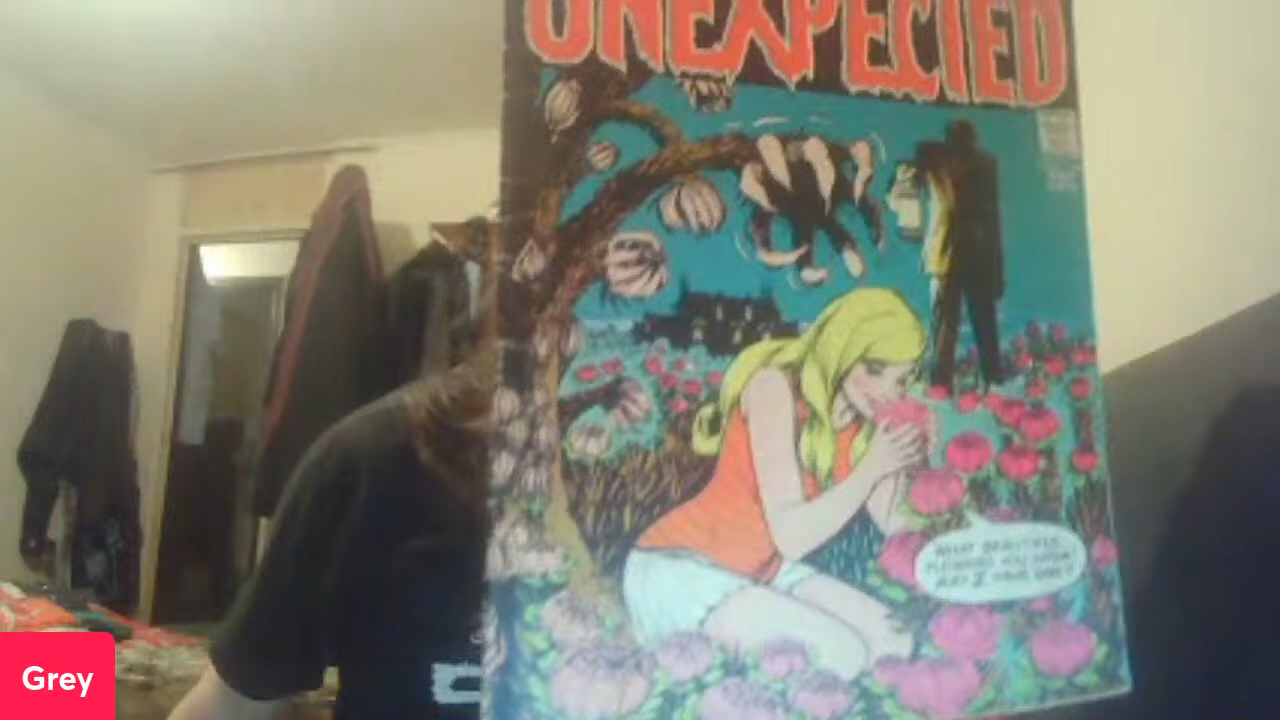 UNEXPECTED
WHAT BEAUTIFUL
FLOWERS YOU GROW!
MAY I HAVE ONE?
Grey